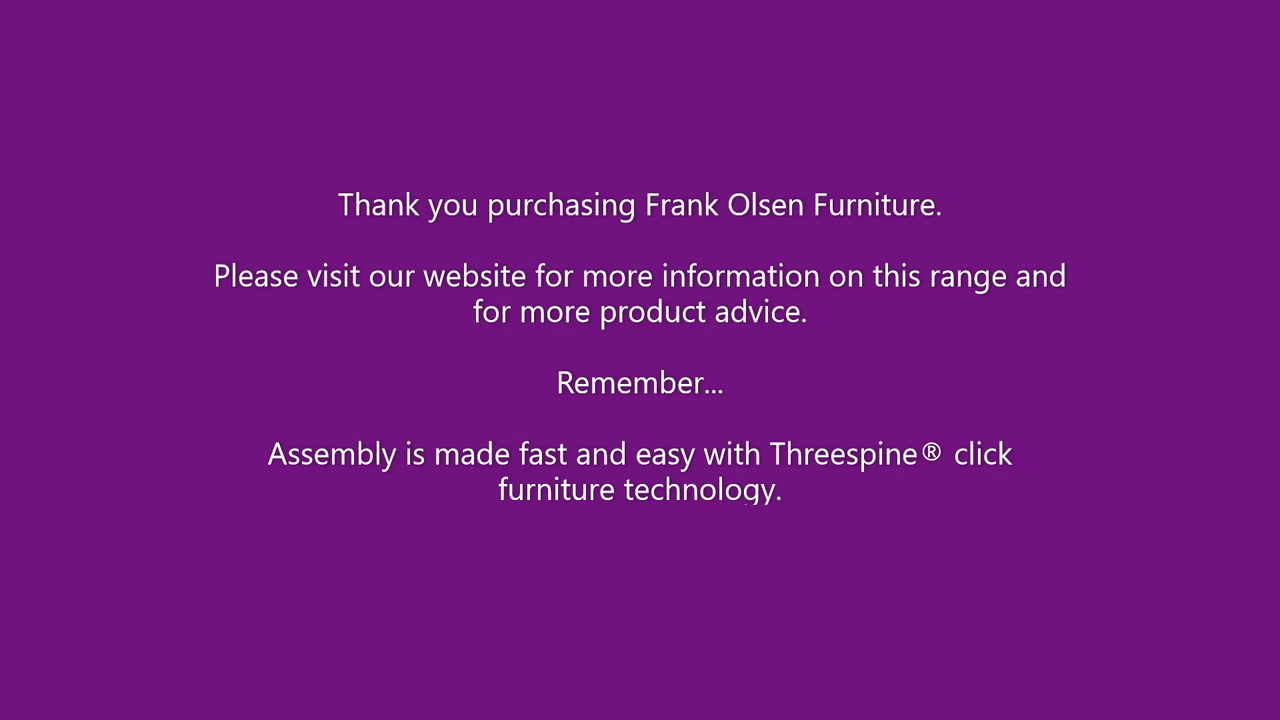 Thank you purchasing Frank Olsen Furniture.
Please visit our website for more information on this range and
for more product advice.
Remember...
Assembly is made fast and easy with Threespine® click
furniture technology.